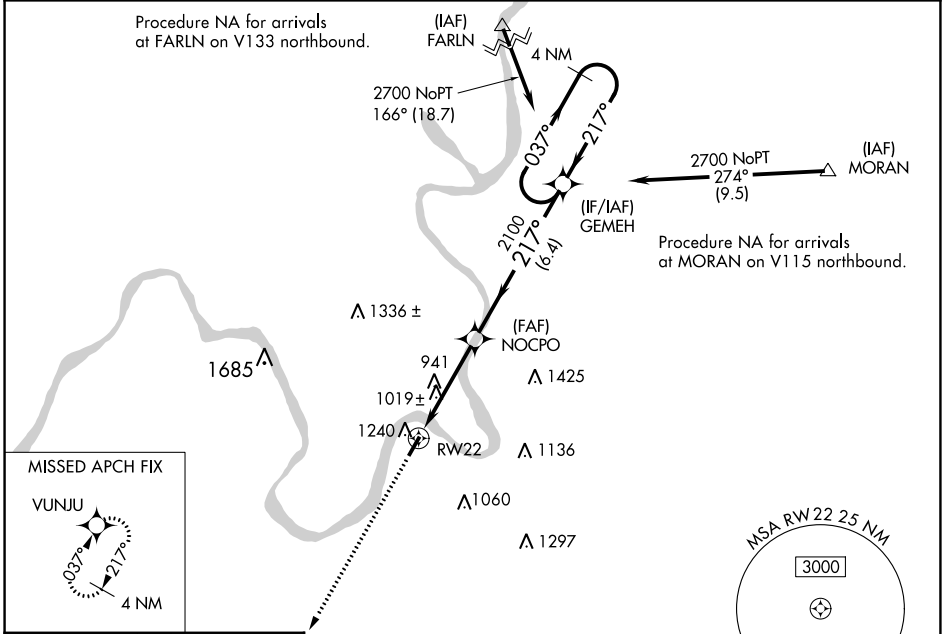 Procedure NA for arrivals
at FARLN on V133 northbound.
(IAF)
FARLN
4 NM
2700 NoPT
166° (18.7)
037°
217°
2700 NoPT
274°
(9.5)
(IAF)
MORAN
(IF/IAF)
GEMEH
2100
217°
(6.4)
Procedure NA for arrivals
at MORAN on V115 northbound.
1336 ±
(FAF)
NOCPO
1685
941
1425
1019 ±
1240
RW22
1136
MISSED APCH FIX
VUNJU
037°
217°
4 NM
1060
1297
MSA RW22 25 NM
3000